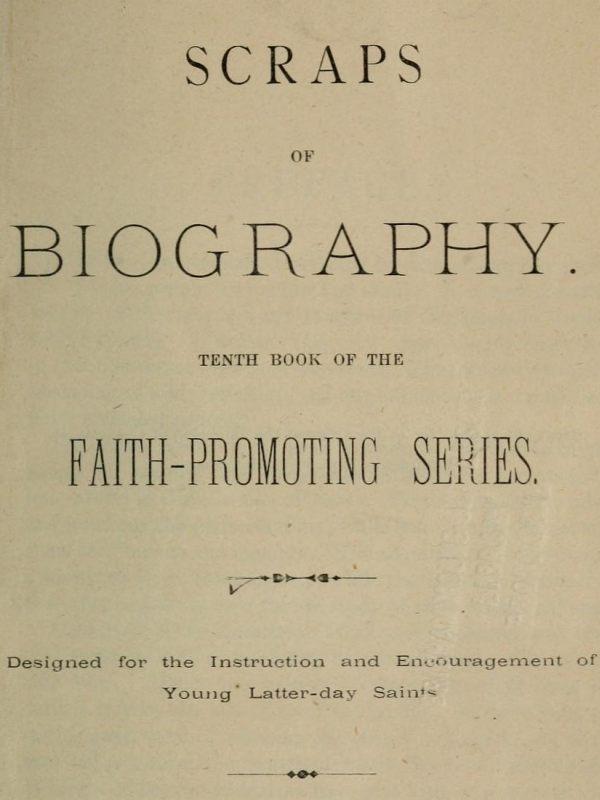 SCRAPS
OF
BIOGRAPHY.
TENTH BOOK OF THE
FAITH-PROMOTING SERIES.
Designed for the Instruction and Encouragement of
Young Latter-day Saints